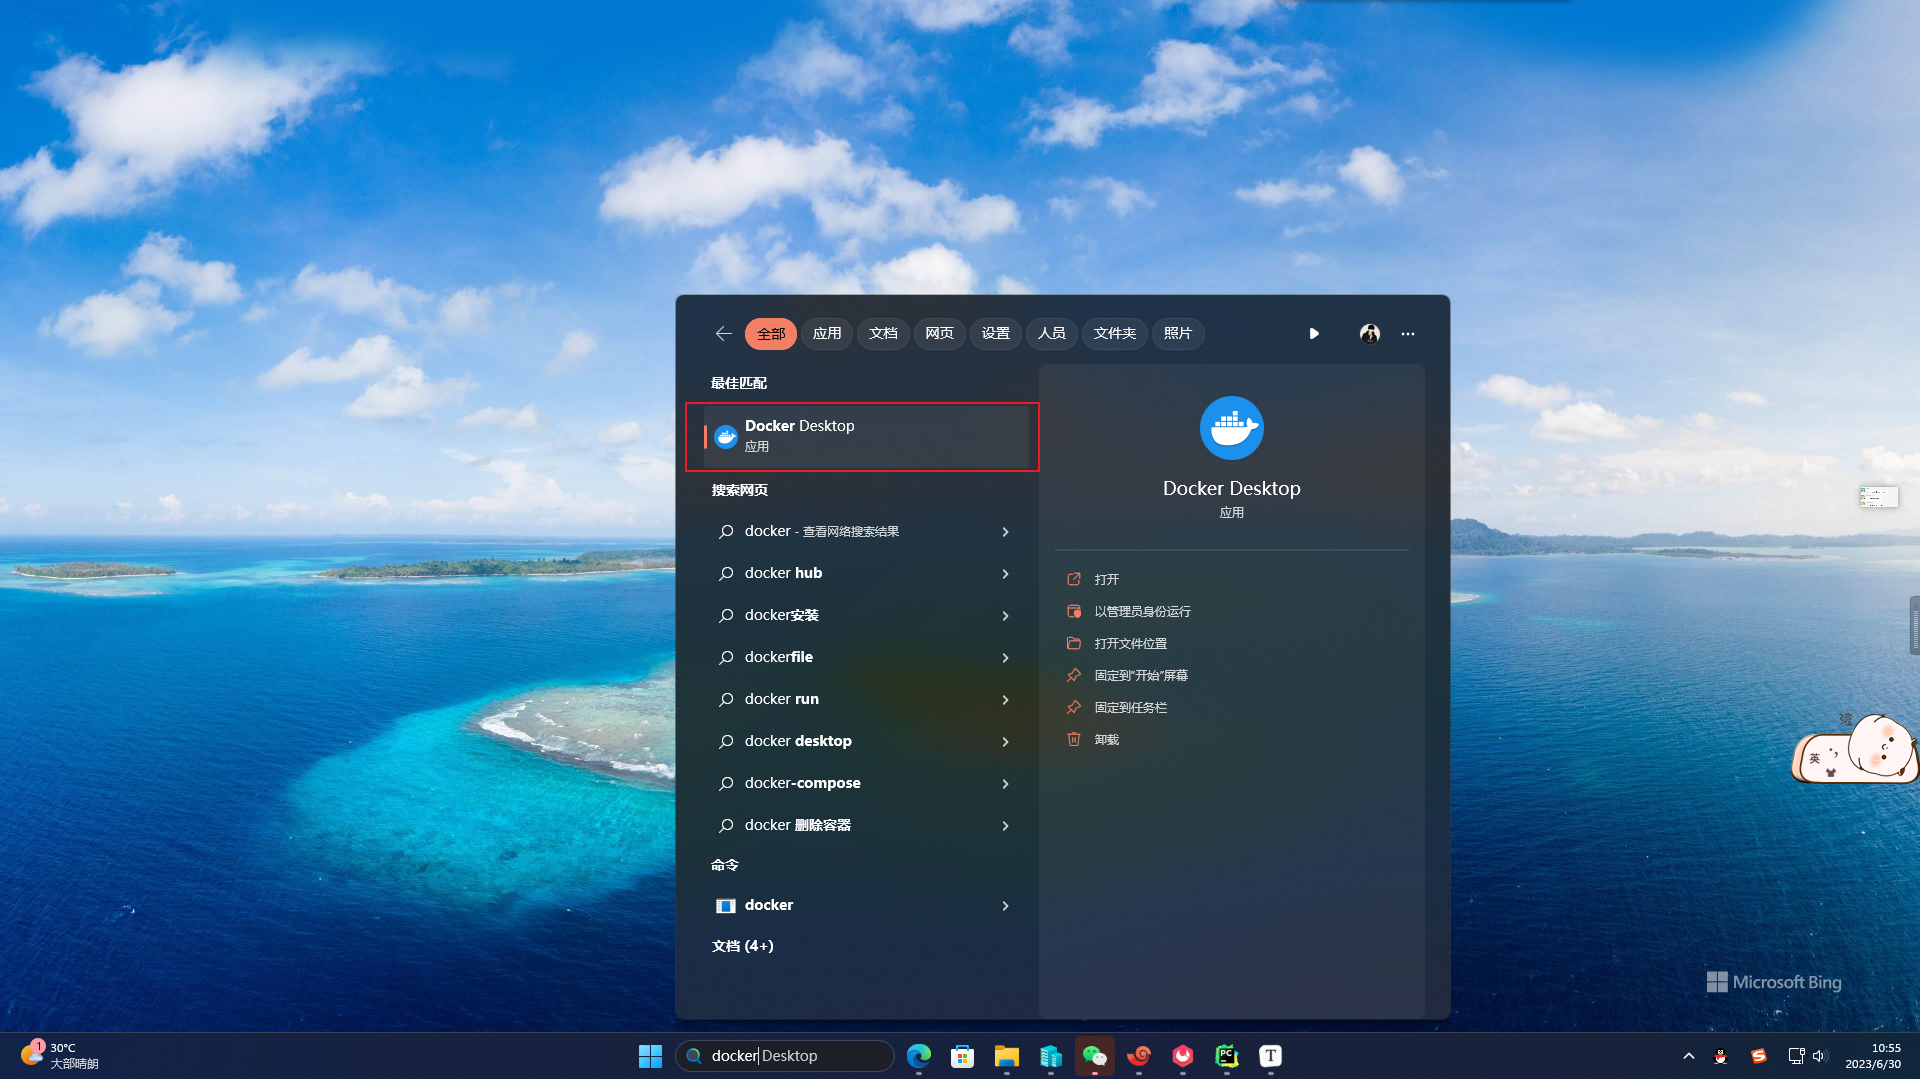 全部 应用 文档 网页 设置 人员 文件夹 照片
最佳匹配
Docker Desktop
应用
搜索网页
docker - 查看网络搜索结果
docker hub
docker安装
dockerfile
docker run
docker desktop
docker-compose
docker 删除容器
命令
docker
文档 (4+)
Docker Desktop
应用
打开
以管理员身份运行
打开文件位置
固定到"开始"屏幕
固定到任务栏
卸载
英
Microsoft Bing
1
30°C
大部晴朗
docker Desktop
PC
T
10:55
2023/6/30